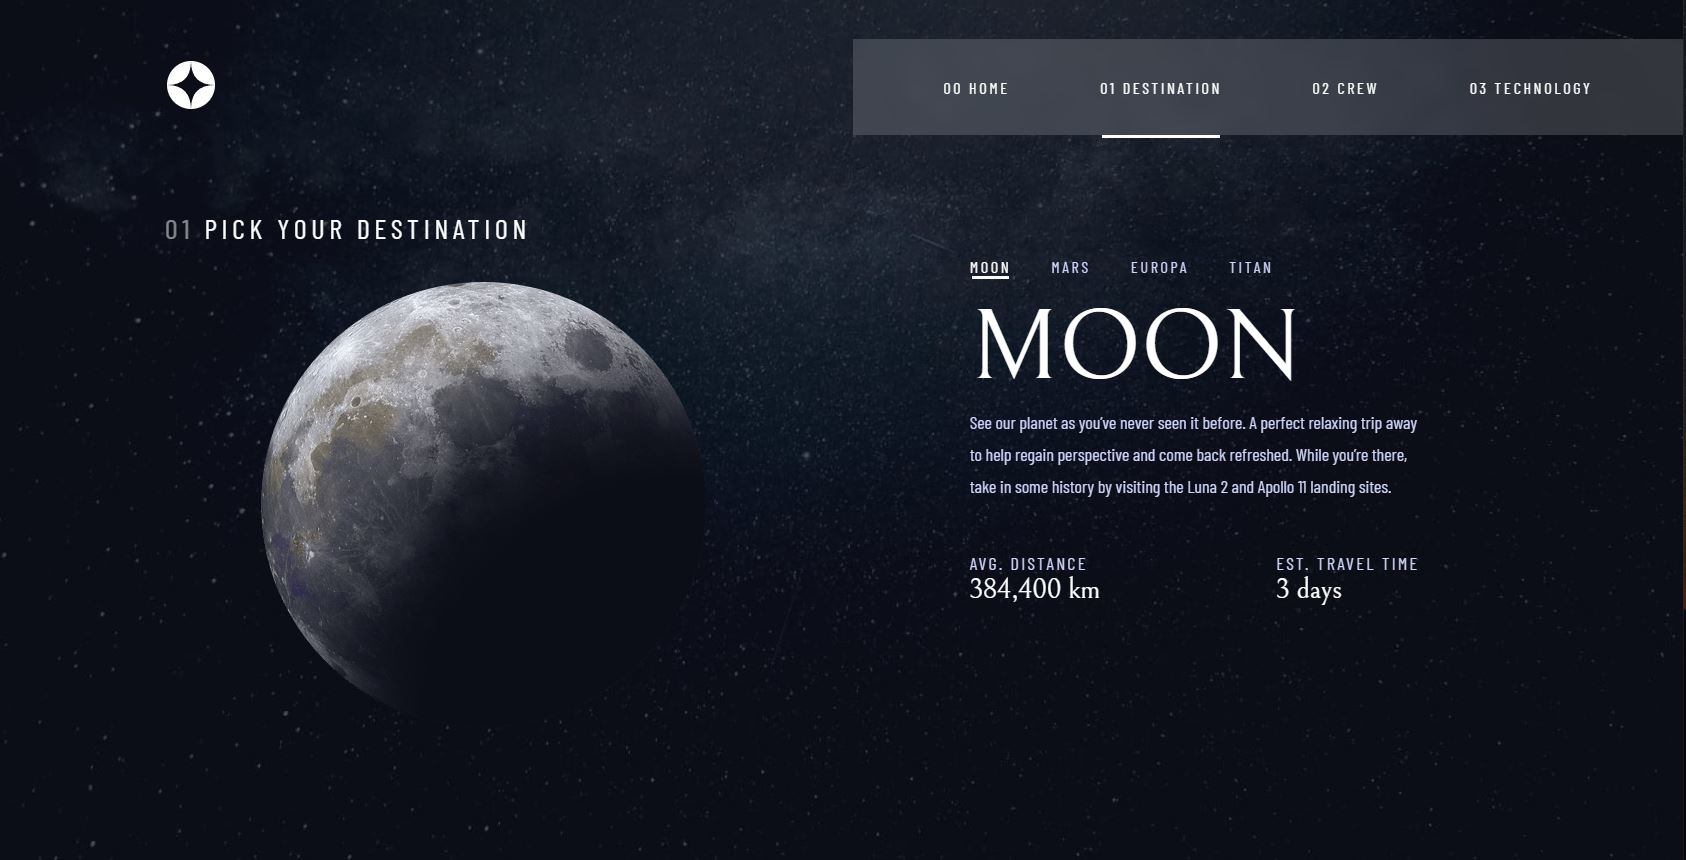 00 HOME
01 DESTINATION
02 CREW
03 TECHNOLOGY
01 PICK YOUR DESTINATION
MOON
MARS
EUROPA
TITAN
MOON
See our planet as you’ve never seen it before. A perfect relaxing trip away
to help regain perspective and come back refreshed. While you’re there,
take in some history by visiting the Luna 2 and Apollo 11 landing sites.
AVG. DISTANCE
384,400 km
EST. TRAVEL TIME
3 days